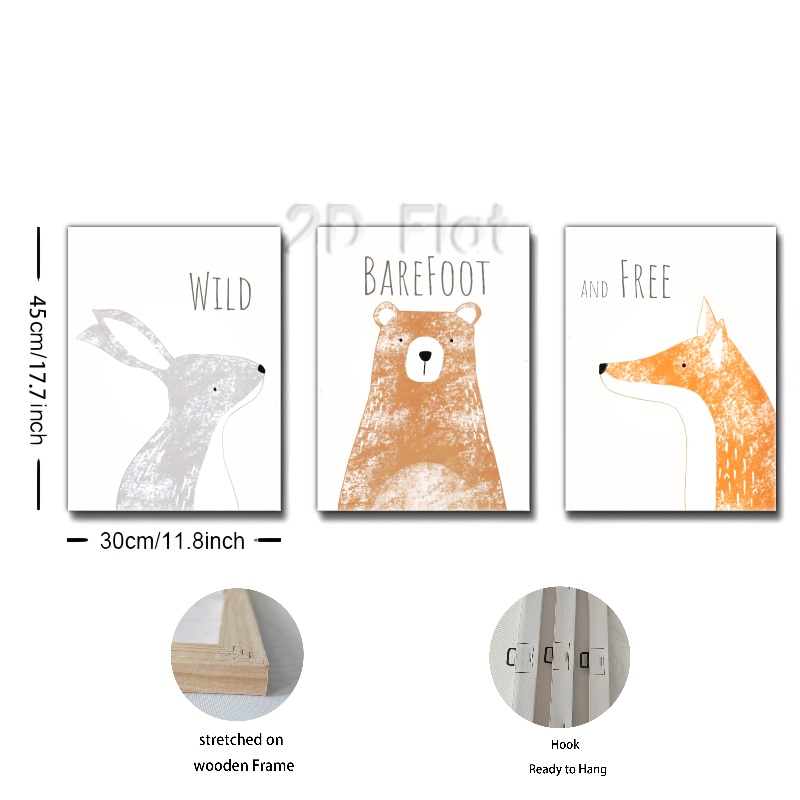 2D Flat
WILD
BAREFOOT
AND FREE
45cm/17.7inch
30cm/11.8inch
stretched on
wooden Frame
Hook
Ready to Hang